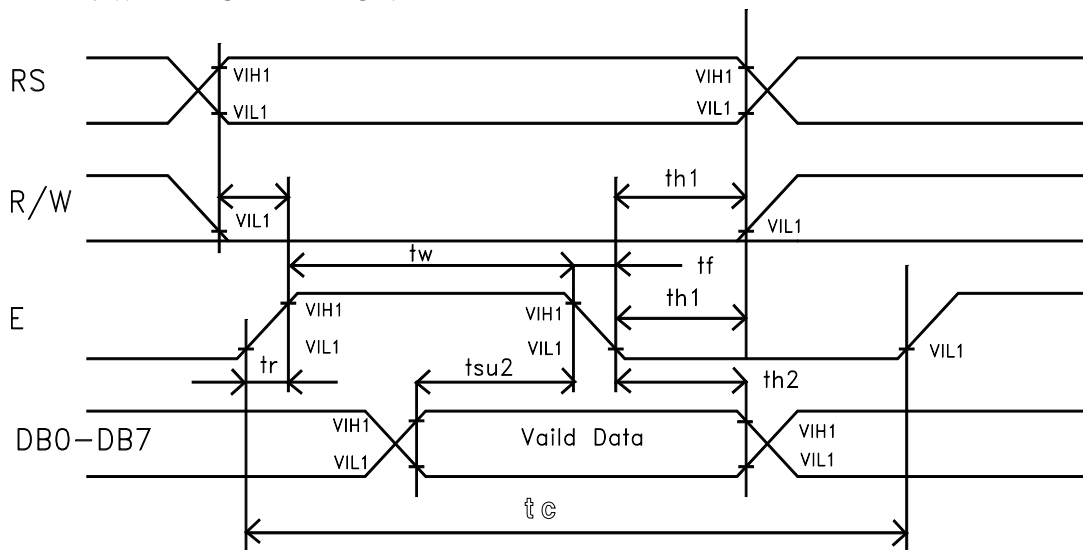 RS
VIH1
VIH1
VIL1
VIL1
R/W
th1
VIL1
VIL1
tw
tf
E
th1
VIH1
VIH1
VIL1
VIL1
VIL1
tr
tsu2
th2
DB0-DB7
VIH1
Vaild Data
VIH1
VIL1
VIL1
tc